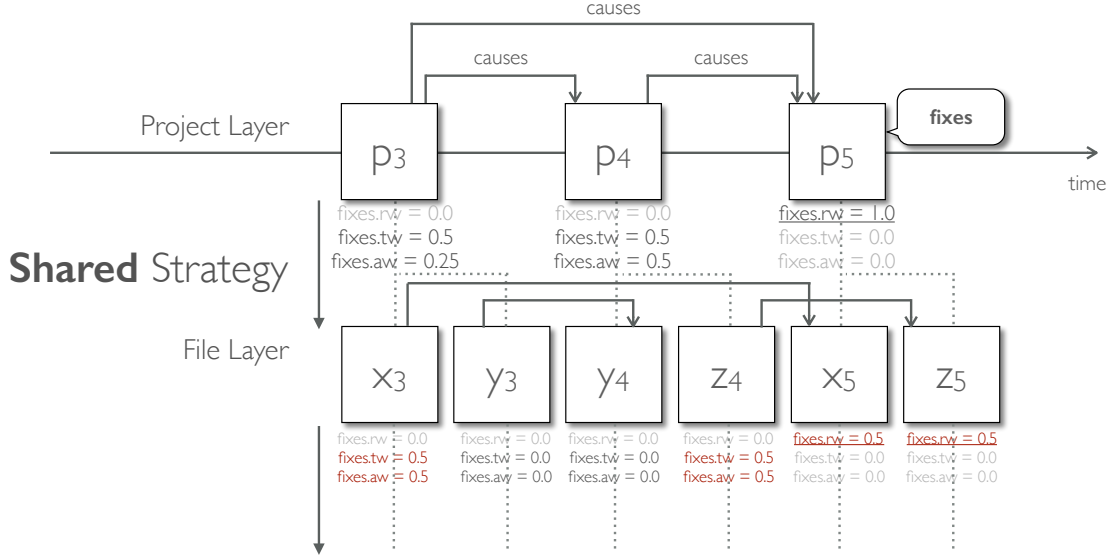 causes
causes
causes
Project Layer
p3
p4
p5
fixes
time
fixes.rw = 0.0
fixes.tw = 0.5
fixes.aw = 0.25
fixes.rw = 0.0
fixes.tw = 0.5
fixes.aw = 0.5
fixes.rw = 1.0
fixes.tw = 0.0
fixes.aw = 0.0
Shared Strategy
File Layer
x3
y3
y4
z4
x5
z5
fixes.rw = 0.0
fixes.tw = 0.5
fixes.aw = 0.5
fixes.rw = 0.0
fixes.tw = 0.0
fixes.aw = 0.0
fixes.rw = 0.0
fixes.tw = 0.0
fixes.aw = 0.0
fixes.rw = 0.0
fixes.tw = 0.5
fixes.aw = 0.5
fixes.rw = 0.5
fixes.tw = 0.0
fixes.aw = 0.0
fixes.rw = 0.5
fixes.tw = 0.0
fixes.aw = 0.0